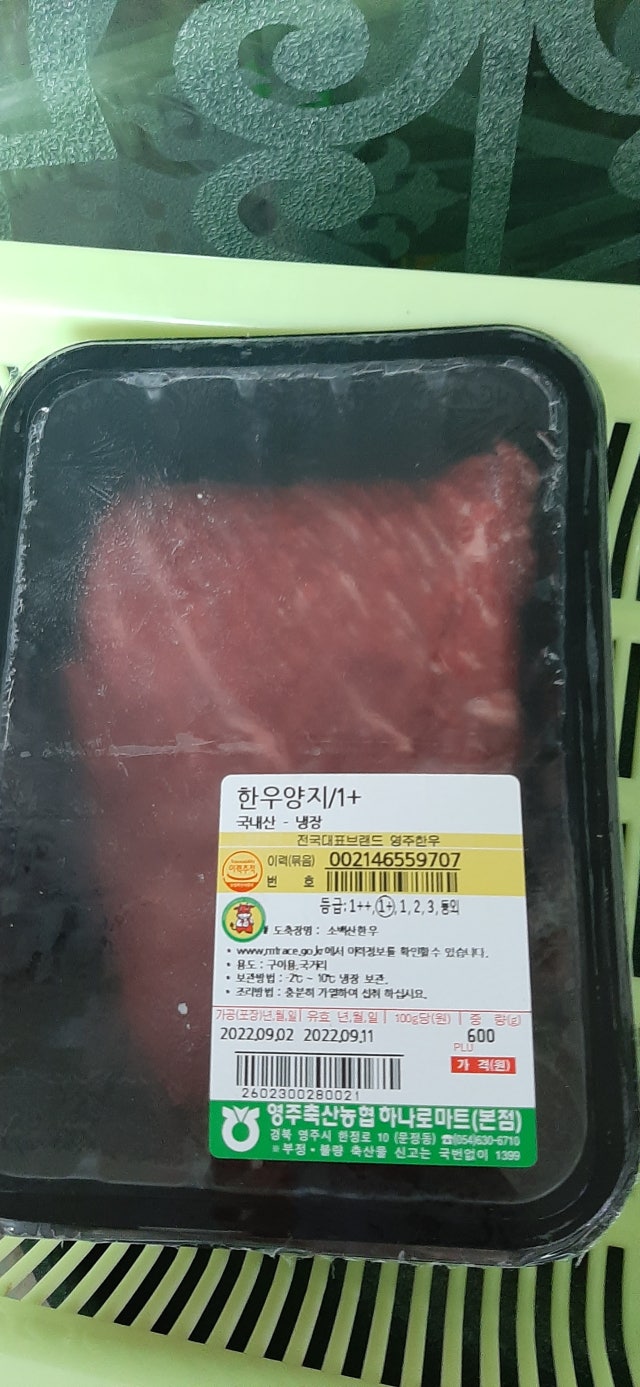 한우양지/1+
국내산 - 냉장
전국대표브랜드 영주한우
이력추적
이력(묶음) 002146559707
번 호
등급:1++,1+,1,2,3,등외
도축장명 : 소백산한우
• www.mtrace.go.kr에서 이력정보를 확인할수 있습니다.
• 용도 : 구이용,국거리
• 보관방법 : -2℃ ~ 10℃ 냉장 보관.
• 조리방법 : 충분히 가열하여 섭취 하십시요.
가공(포장)년,월,일 | 유효 년,월,일 | 100g당(원) | 중 량(g)
2022.09.02 2022.09.11 600
PLU
가 격(원)
2602300280021
영주축산농협 하나로마트(본점)
경북 영주시 한정로 10 (문정동) ☎(054)630-6710
※부정•불량 축산물 신고는 국번없이 1399